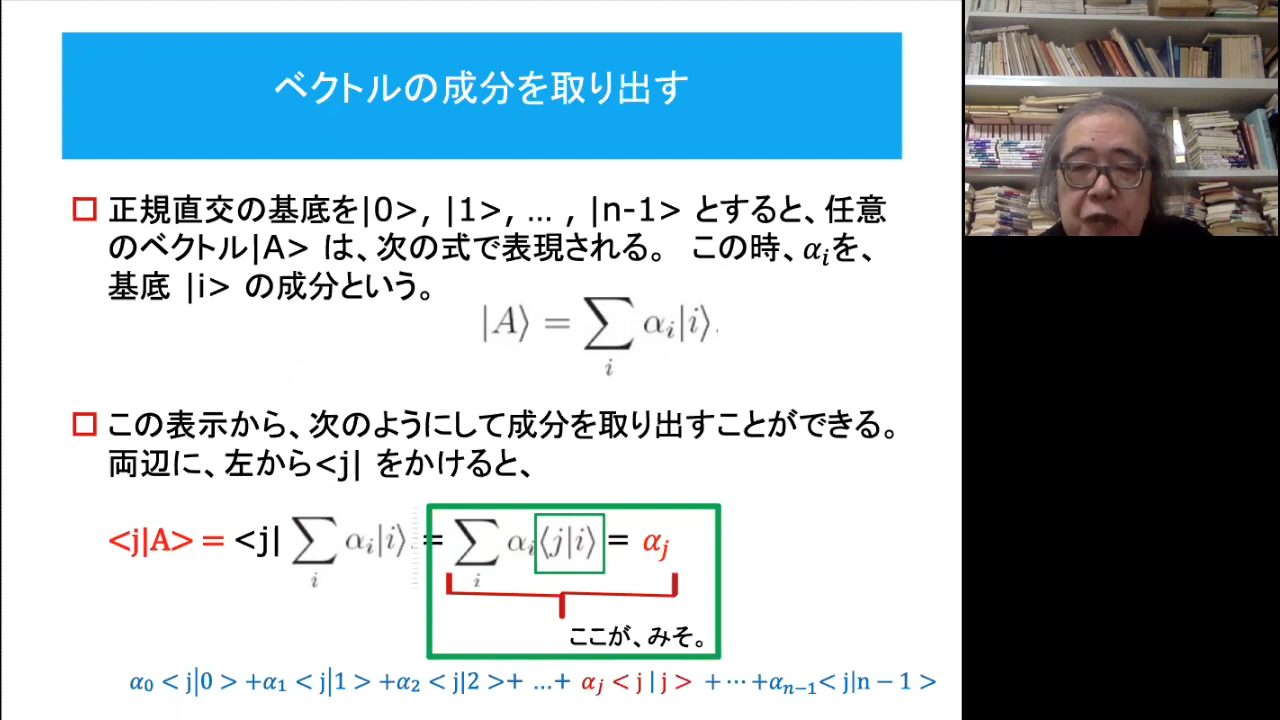 ベクトルの成分を取り出す
正規直交の基底を|0>, |1>, … , |n-1> とすると、任意
のベクトル|A> は、次の式で表現される。 この時、αᵢを、
基底 |i> の成分という。
|A⟩ = ∑ᵢ αᵢ|i⟩.
この表示から、次のようにして成分を取り出すことができる。
両辺に、左から<j| をかけると、
<j|A> = <j| ∑ᵢ αᵢ|i⟩. = ∑ᵢ αᵢ⟨j|i⟩ = αⱼ
ここが、みそ。
α₀ < j|0 > +α₁ < j|1 > +α₂ < j|2 >+ …+ αⱼ < j | j > + ⋯ +αₙ₋₁< j|n − 1 >